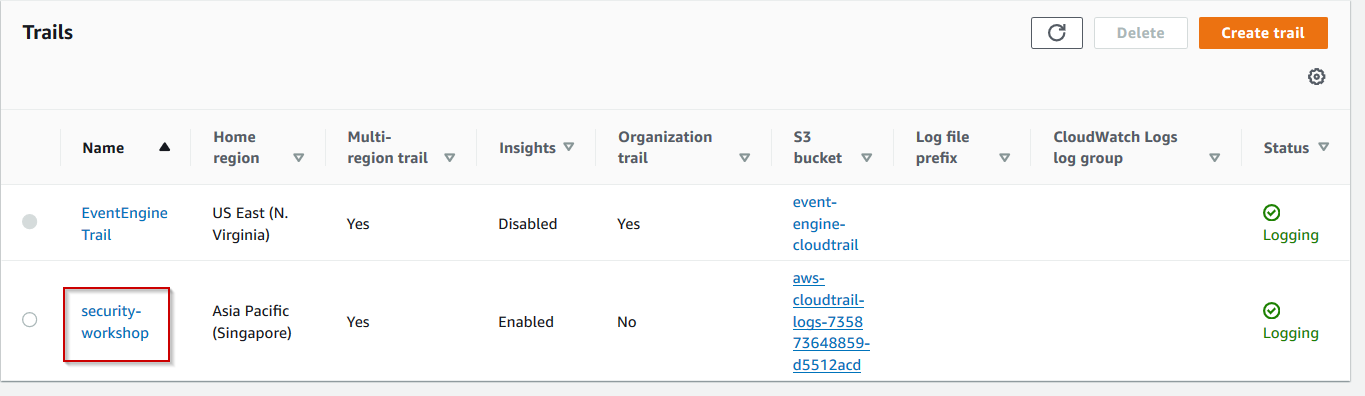 Trails
Delete
Create trail
Name
Home
region
Multi-
region trail
Insights
Organization
trail
S3
bucket
Log file
prefix
CloudWatch Logs
log group
Status
EventEngine
Trail
US East (N.
Virginia)
Yes
Disabled
Yes
event-
engine-
cloudtrail
Logging
security-
workshop
Asia Pacific
(Singapore)
Yes
Enabled
No
aws-
cloudtrail-
logs-7358
73648859-
d5512acd
Logging